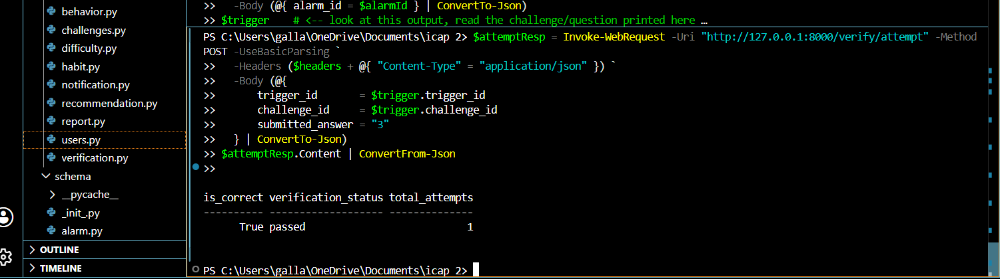 behavior.py
challenges.py
difficulty.py
habit.py
notification.py
recommendation.py
report.py
users.py
verification.py
schema
__pycache__
_init_.py
alarm.py
OUTLINE
TIMELINE
>>   -Body (@{ alarm_id = $alarmId } | ConvertTo-Json)
>> $trigger   # <-- look at this output, read the challenge/question printed here …
PS C:\Users\galla\OneDrive\Documents\icap 2> $attemptResp = Invoke-WebRequest -Uri "http://127.0.0.1:8000/verify/attempt" -Method
POST -UseBasicParsing `
>>   -Headers ($headers + @{ "Content-Type" = "application/json" }) `
>>   -Body (@{
>>       trigger_id       = $trigger.trigger_id
>>       challenge_id     = $trigger.challenge_id
>>       submitted_answer = "3"
>>   } | ConvertTo-Json)
>> $attemptResp.Content | ConvertFrom-Json
>>
is_correct verification_status total_attempts
---------- ------------------- --------------
True passed 1
PS C:\Users\galla\OneDrive\Documents\icap 2>